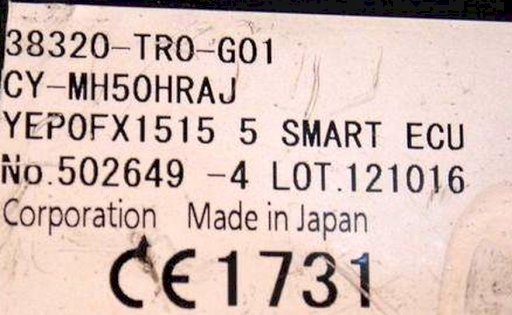 38320-TR0-G01
CY-MH50HRAJ
YEP0FX1515 5 SMART ECU
No.502649 -4 LOT.121016
Corporation Made in Japan
CE1731